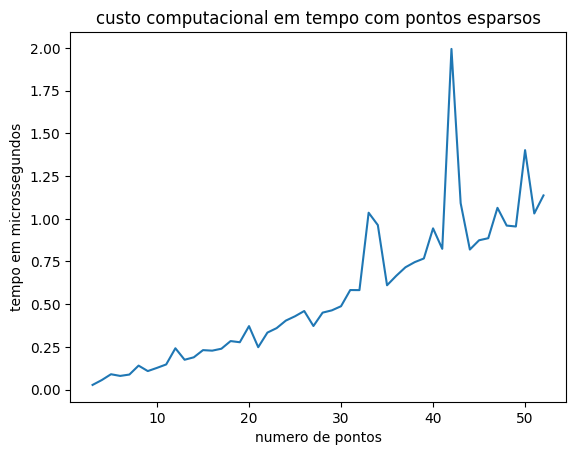 custo computacional em tempo com pontos esparsos
tempo em microssegundos
2.00
1.75
1.50
1.25
1.00
0.75
0.50
0.25
0.00
10 20 30 40 50
numero de pontos